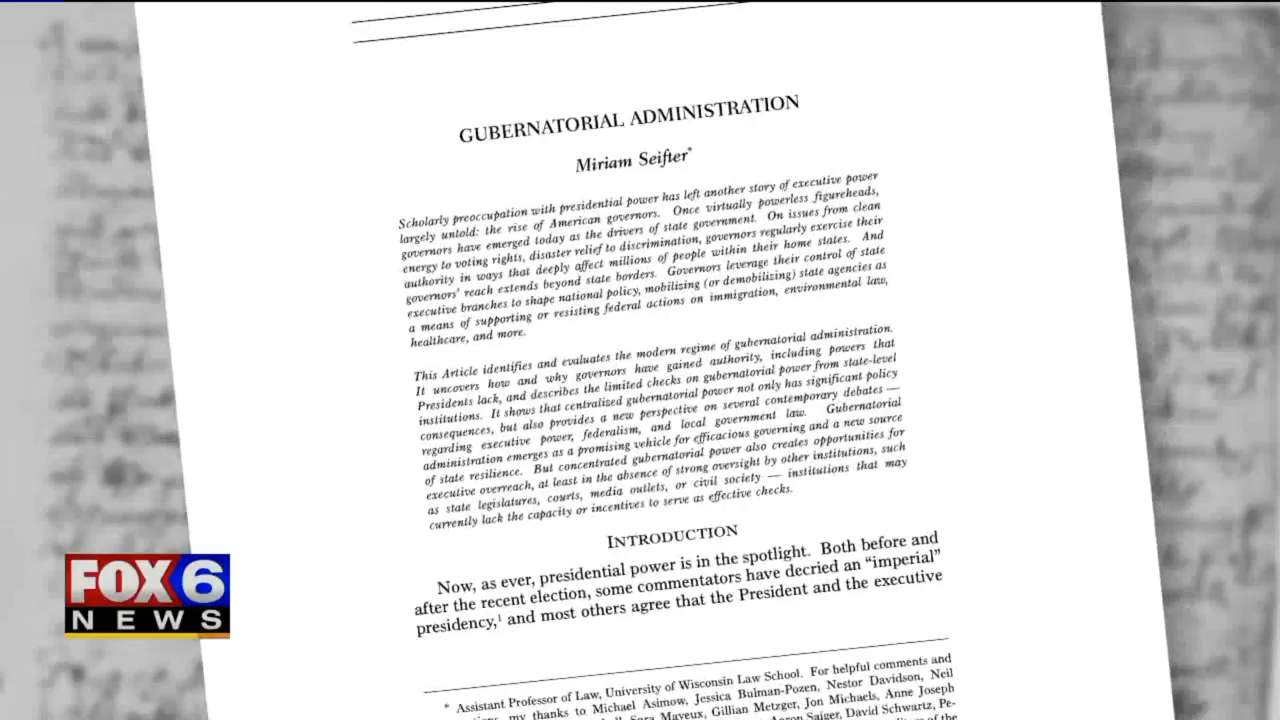 GUBERNATORIAL ADMINISTRATION
Miriam Seifter*
Scholarly preoccupation with presidential power has left another story of executive power
largely untold: the rise of American governors. Once virtually powerless figureheads,
governors have emerged today as the drivers of state government. On issues from clean
energy to voting rights, disaster relief to discrimination, governors regularly exercise their
authority in ways that deeply affect millions of people within their home states. And
governors' reach extends beyond state borders. Governors leverage their control of state
executive branches to shape national policy, mobilizing (or demobilizing) state agencies as
a means of supporting or resisting federal actions on immigration, environmental law,
healthcare, and more.
This Article identifies and evaluates the modern regime of gubernatorial administration.
It uncovers how and why governors have gained authority, including powers that
Presidents lack, and describes the limited checks on gubernatorial power from state-level
institutions. It shows that centralized gubernatorial power not only has significant policy
consequences, but also provides a new perspective on several contemporary debates —
regarding executive power, federalism, and local government law. Gubernatorial
administration emerges as a promising vehicle for efficacious governing and a new source
of state resilience. But concentrated gubernatorial power also creates opportunities for
executive overreach, at least in the absence of strong oversight by other institutions, such
as state legislatures, courts, media outlets, or civil society — institutions that may
currently lack the capacity or incentives to serve as effective checks.
INTRODUCTION
Now, as ever, presidential power is in the spotlight. Both before and
after the recent election, some commentators have decried an “imperial”
presidency,¹ and most others agree that the President and the executive
* Assistant Professor of Law, University of Wisconsin Law School. For helpful comments and
my thanks to Michael Asimow, Jessica Bulman-Pozen, Nestor Davidson, Neil
Mayeux, Gillian Metzger, Jon Michaels, Anne Joseph
Saiger, David Schwartz, Pe-
of the
FOX 6
NEWS